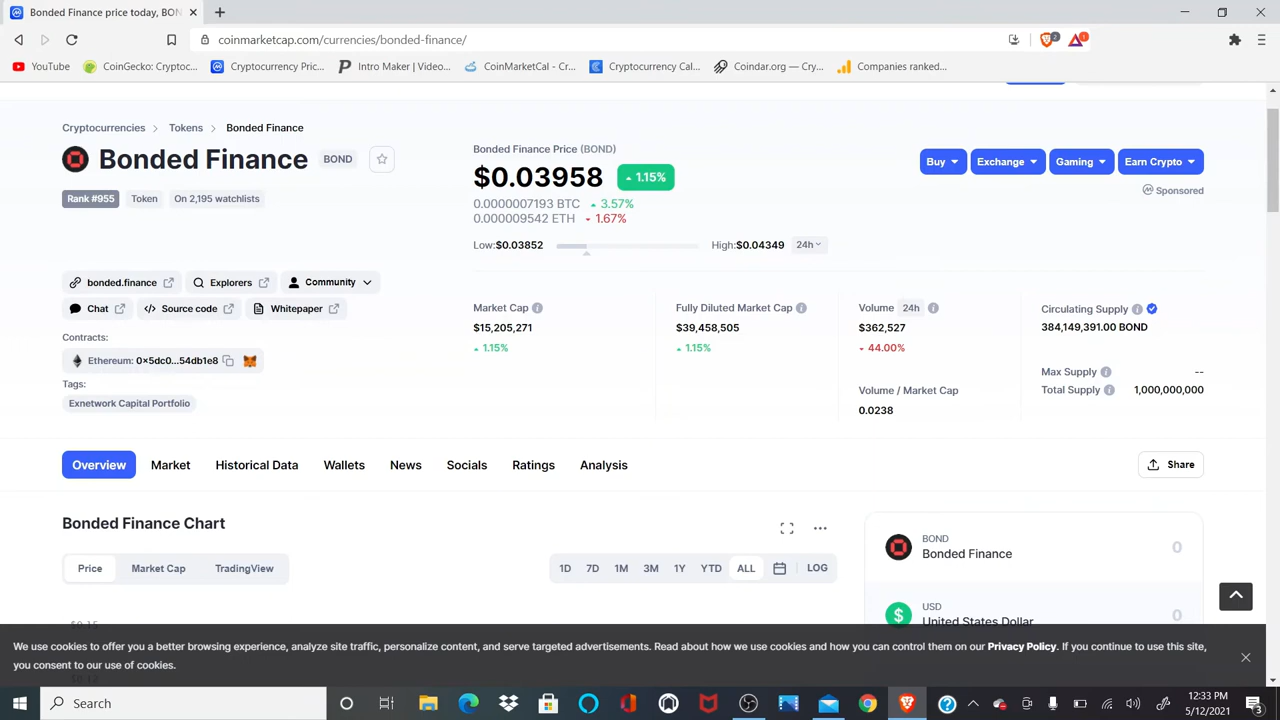 Bonded Finance price today, BON
coinmarketcap.com/currencies/bonded-finance/
2
1
YouTube
CoinGecko: Cryptoc...
Cryptocurrency Pric...
Intro Maker | Video...
CoinMarketCal - Cr...
Cryptocurrency Cal...
Coindar.org — Cry...
Companies ranked...
Cryptocurrencies > Tokens > Bonded Finance
Bonded Finance BOND
Rank #955 Token On 2,195 watchlists
Bonded Finance Price (BOND)
$0.03958 1.15%
0.0000007193 BTC 3.57%
0.000009542 ETH 1.67%
Low:$0.03852 High:$0.04349 24h
Buy Exchange Gaming Earn Crypto
Sponsored
bonded.finance Explorers Community
Chat Source code Whitepaper
Contracts:
Ethereum: 0x5dc0...54db1e8
Tags:
Exnetwork Capital Portfolio
Market Cap
$15,205,271
1.15%
Fully Diluted Market Cap
$39,458,505
1.15%
Volume 24h
$362,527
44.00%
Volume / Market Cap
0.0238
Circulating Supply
384,149,391.00 BOND
Max Supply --
Total Supply 1,000,000,000
Overview Market Historical Data Wallets News Socials Ratings Analysis
Share
Bonded Finance Chart
Price Market Cap TradingView
1D 7D 1M 3M 1Y YTD ALL LOG
BOND
Bonded Finance 0
USD
United States Dollar 0
We use cookies to offer you a better browsing experience, analyze site traffic, personalize content, and serve targeted advertisements. Read about how we use cookies and how you can control them on our Privacy Policy. If you continue to use this site,
you consent to our use of cookies.
Search
12:33 PM
5/12/2021
3